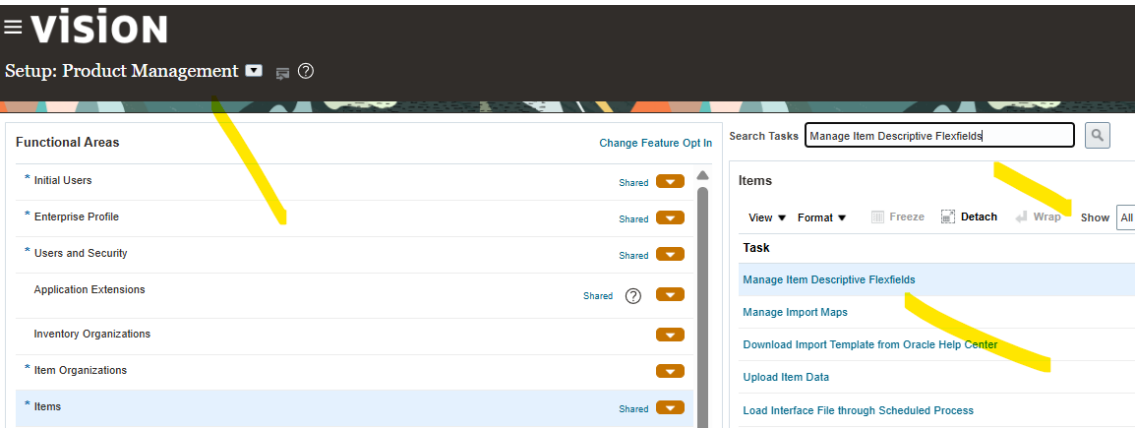 ≡ vision
Setup: Product Management
Functional Areas
Change Feature Opt In
* Initial Users
Shared
* Enterprise Profile
Shared
* Users and Security
Shared
Application Extensions
Shared
Inventory Organizations
* Item Organizations
* Items
Shared
Search Tasks Manage Item Descriptive Flexfields
Items
View ▼ Format ▼ Freeze Detach Wrap Show All
Task
Manage Item Descriptive Flexfields
Manage Import Maps
Download Import Template from Oracle Help Center
Upload Item Data
Load Interface File through Scheduled Process